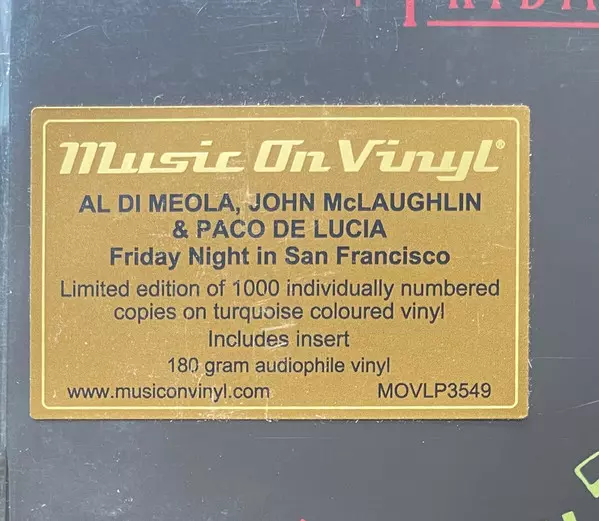 Music On Vinyl®
AL DI MEOLA, JOHN McLAUGHLIN
& PACO DE LUCIA
Friday Night in San Francisco
Limited edition of 1000 individually numbered
copies on turquoise coloured vinyl
Includes insert
180 gram audiophile vinyl
www.musiconvinyl.com MOVLP3549